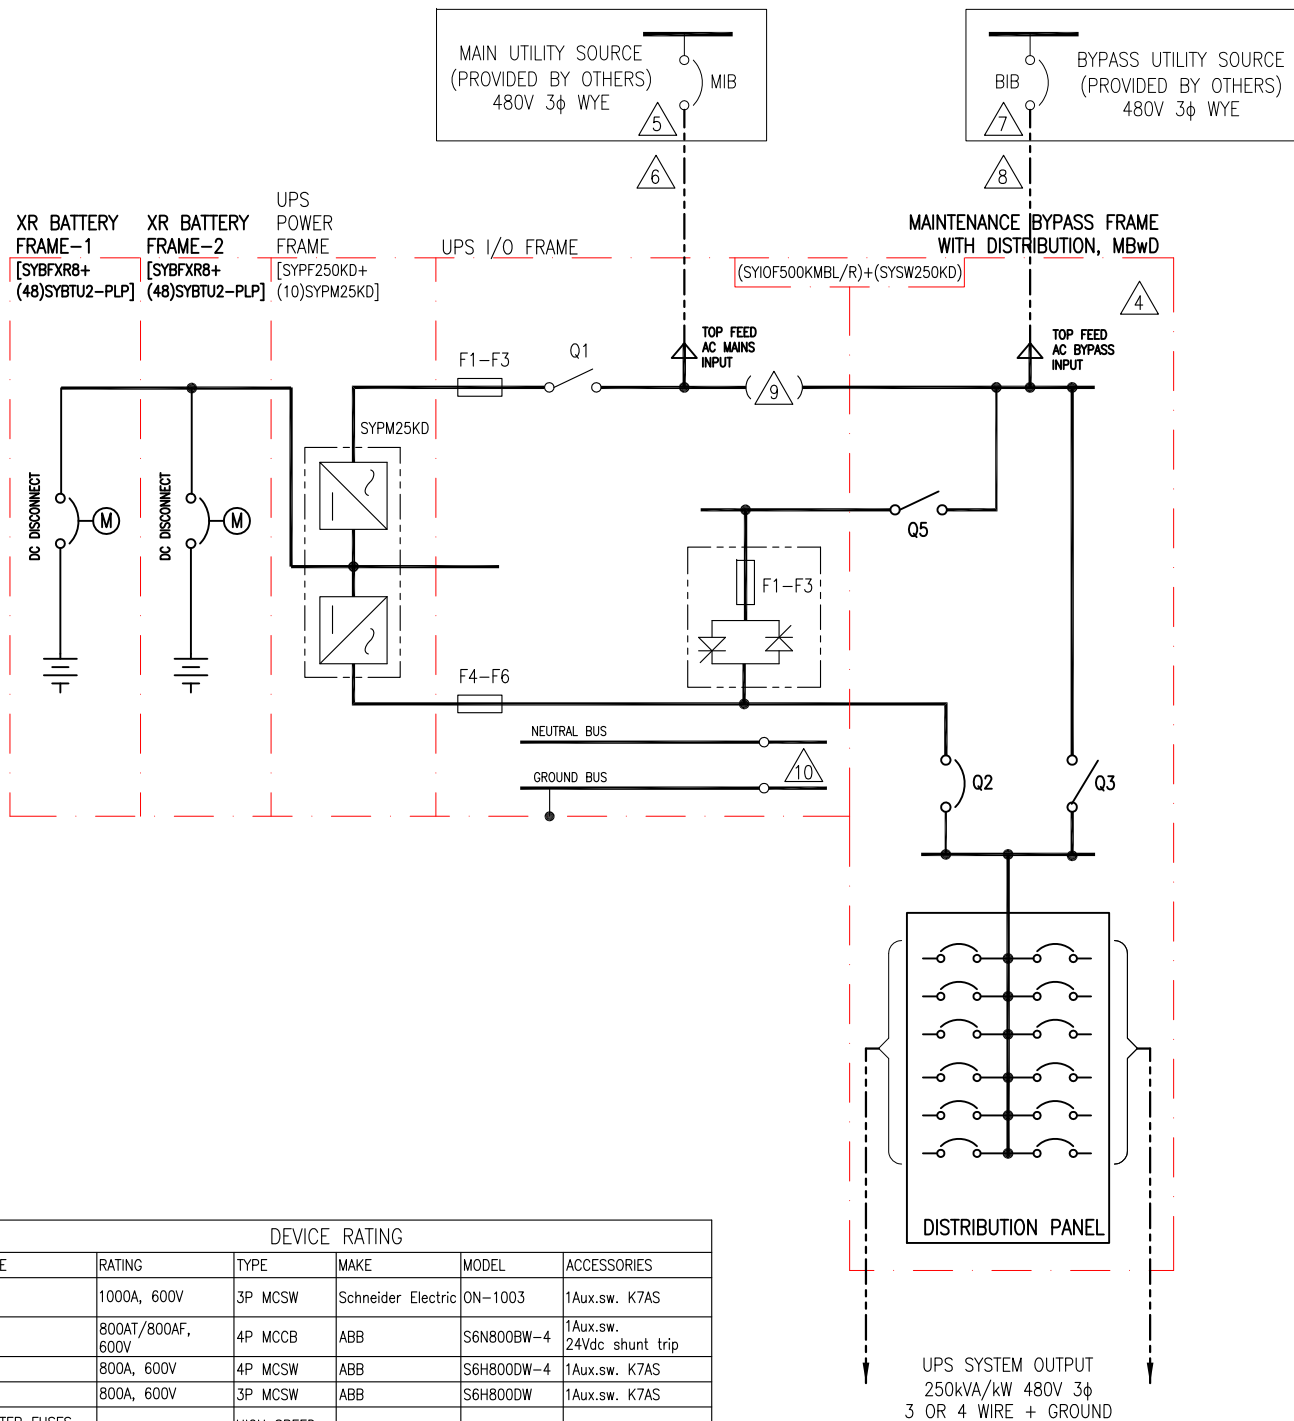 MAIN UTILITY SOURCE
(PROVIDED BY OTHERS)
480V 3ϕ WYE
MIB
5
6
BYPASS UTILITY SOURCE
(PROVIDED BY OTHERS)
480V 3ϕ WYE
BIB
7
8
XR BATTERY
FRAME-1
[SYBFXR8+
(48)SYBTU2-PLP]
XR BATTERY
FRAME-2
[SYBFXR8+
(48)SYBTU2-PLP]
UPS
POWER
FRAME
[SYPF250KD+
(10)SYPM25KD]
UPS I/O FRAME
MAINTENANCE BYPASS FRAME
WITH DISTRIBUTION, MBwD
(SYIOF500KMBL/R)+(SYSW250KD)
4
TOP FEED
AC MAINS
INPUT
TOP FEED
AC BYPASS
INPUT
F1-F3
Q1
9
SYPM25KD
DC DISCONNECT
M
DC DISCONNECT
M
Q5
F1-F3
F4-F6
NEUTRAL BUS
GROUND BUS
10
Q2
Q3
DISTRIBUTION PANEL
UPS SYSTEM OUTPUT
250kVA/kW 480V 3ϕ
3 OR 4 WIRE + GROUND
DEVICE RATING
E RATING TYPE MAKE MODEL ACCESSORIES
1000A, 600V 3P MCSW Schneider Electric ON-1003 1Aux.sw. K7AS
800AT/800AF, 600V 4P MCCB ABB S6N800BW-4 1Aux.sw. 24Vdc shunt trip
800A, 600V 4P MCSW ABB S6H800DW-4 1Aux.sw. K7AS
800A, 600V 3P MCSW ABB S6H800DW 1Aux.sw. K7AS